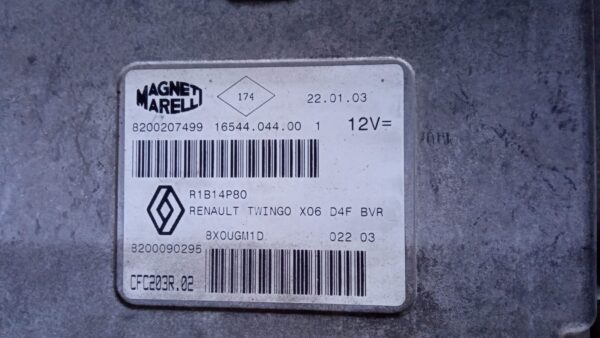 MAGNETI
MARELLI
174
22.01.03
8200207499 16544.044.00 1 12V=
R1B14P80
RENAULT TWINGO X06 D4F BVR
8X0UGM1D 022 03
8200090295
CFC203R.02